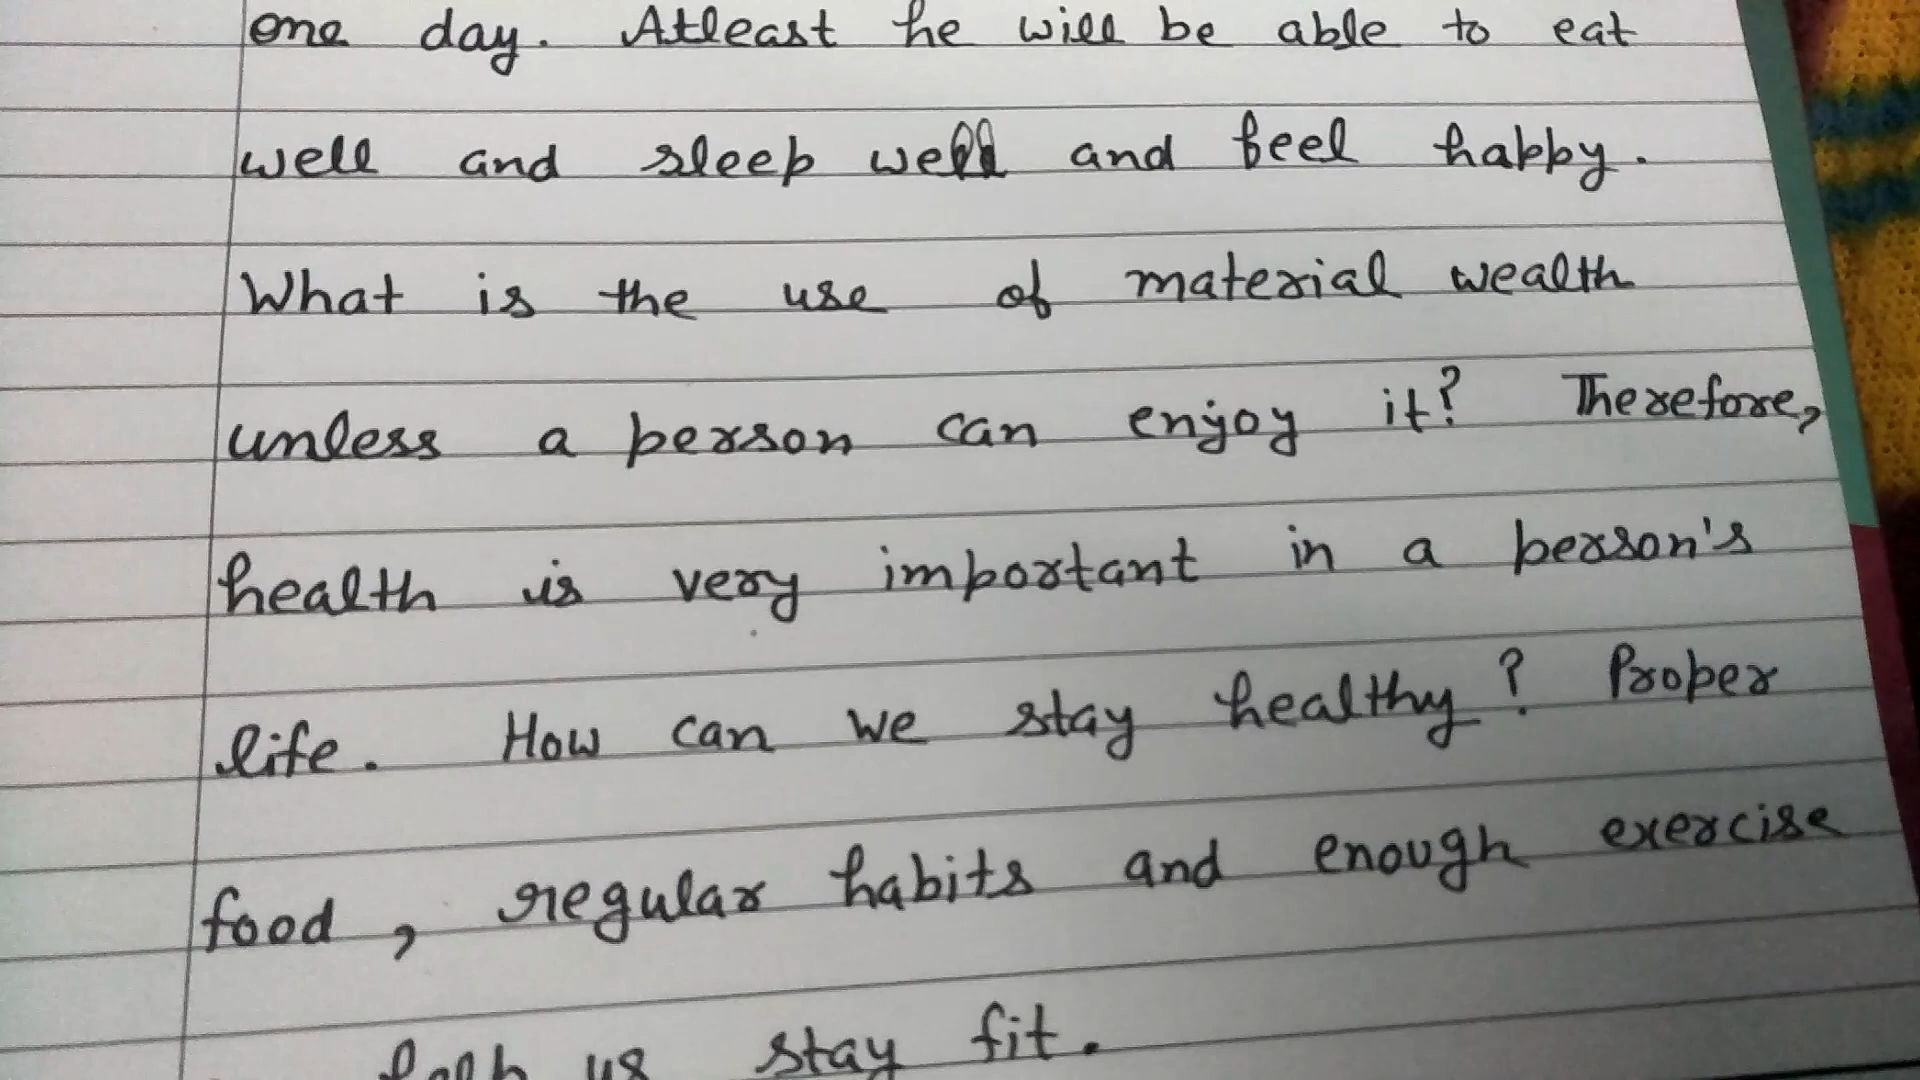 one day. Atleast he will be able to eat
well and sleep well and feel happy.
What is the use of material wealth
unless a person can enjoy it? Therefore,
health is very important in a person's
life. How can we stay healthy? Proper
food, regular habits and enough exercise
us stay fit.